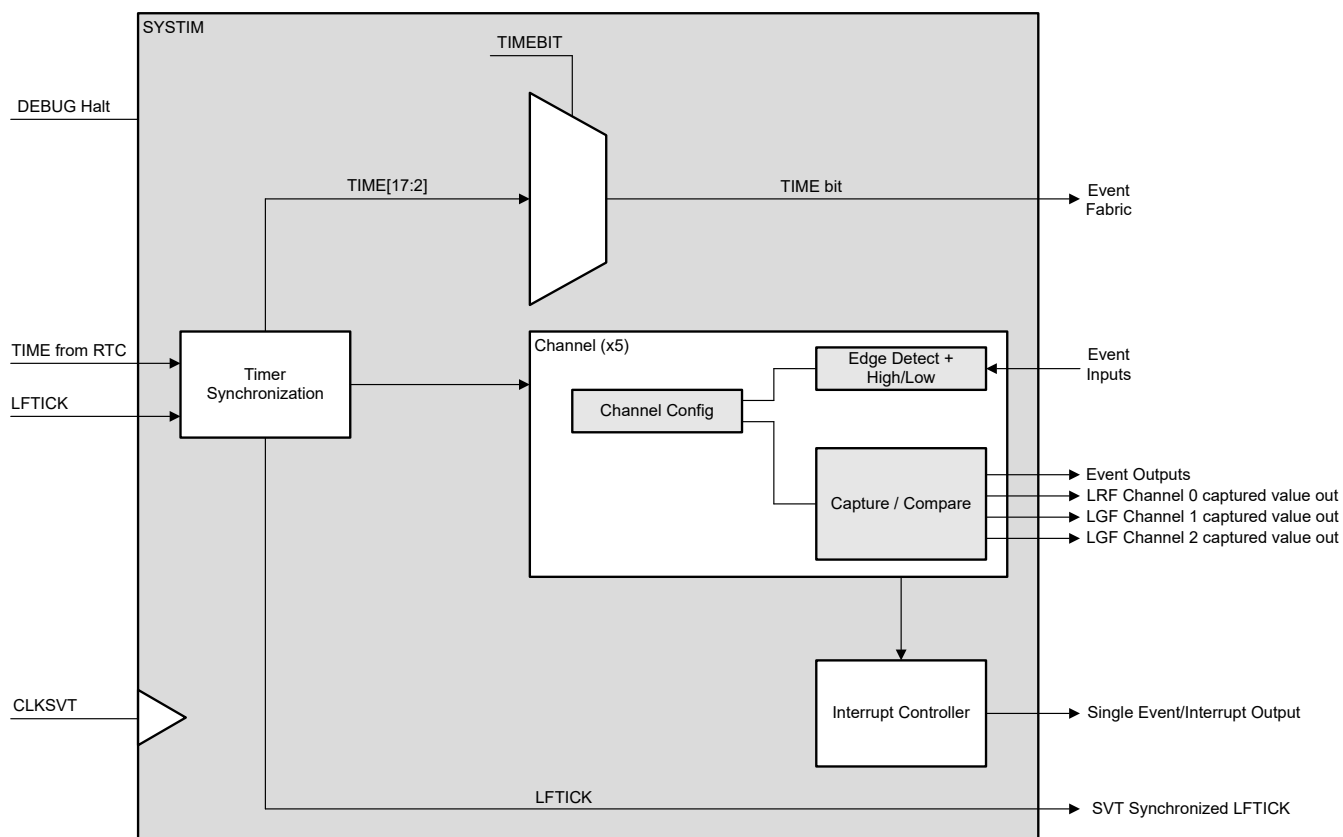 SYSTIM
TIMEBIT
DEBUG Halt
TIME[17:2]
TIME bit
Event
Fabric
TIME from RTC
LFTICK
Timer
Synchronization
Channel (x5)
Edge Detect +
High/Low
Event
Inputs
Channel Config
Capture / Compare
Event Outputs
LRF Channel 0 captured value out
LGF Channel 1 captured value out
LGF Channel 2 captured value out
CLKSVT
Interrupt Controller
Single Event/Interrupt Output
LFTICK
SVT Synchronized LFTICK